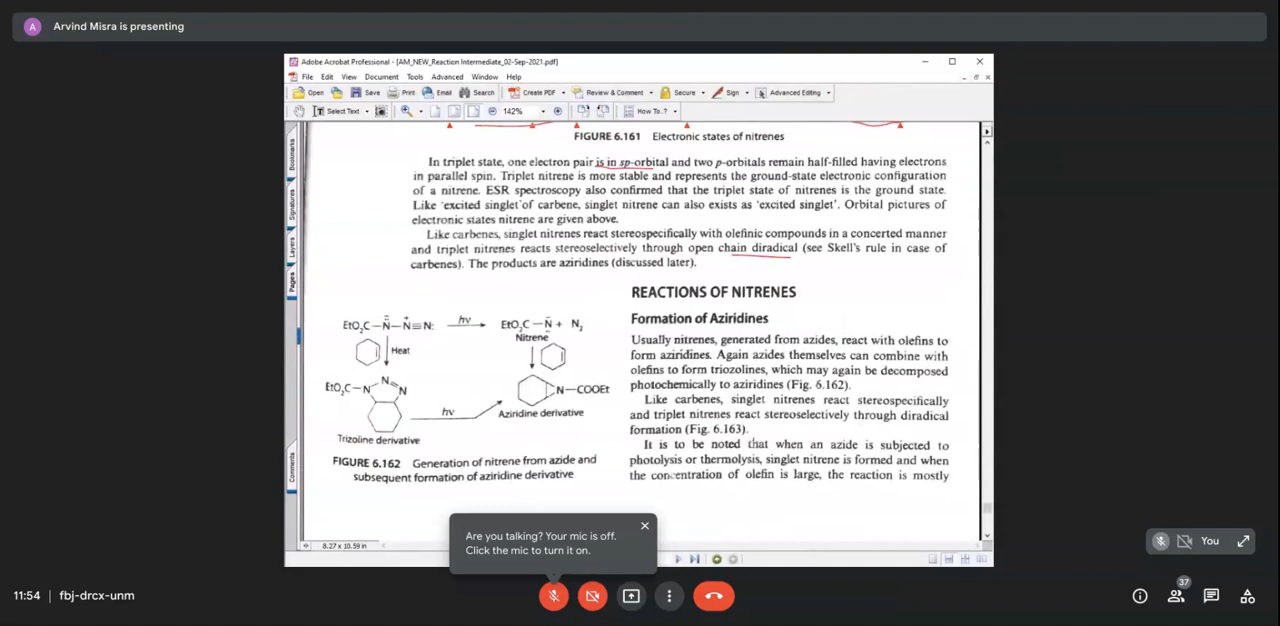 A
Arvind Misra is presenting
Adobe Acrobat Professional - [AM_NEW_Reaction Intermediate_02-Sep-2021.pdf]
File Edit View Document Tools Advanced Window Help
Open Save Print Email Search Create PDF Review & Comment Secure Sign Advanced Editing
Select Text 142% How To..?
Bookmarks
Signatures
Layers
Pages
Comments
FIGURE 6.161 Electronic states of nitrenes
In triplet state, one electron pair is in sp-orbital and two p-orbitals remain half-filled having electrons
in parallel spin. Triplet nitrene is more stable and represents the ground-state electronic configuration
of a nitrene. ESR spectroscopy also confirmed that the triplet state of nitrenes is the ground state.
Like 'excited singlet' of carbene, singlet nitrene can also exists as 'excited singlet'. Orbital pictures of
electronic states nitrene are given above.
Like carbenes, singlet nitrenes react stereospecifically with olefinic compounds in a concerted manner
and triplet nitrenes reacts stereoselectively through open chain diradical (see Skell's rule in case of
carbenes). The products are aziridines (discussed later).
EtO₂C—N—N≡N: hν EtO₂C—N + N₂
Nitrene
Heat
EtO₂C—N N N
N—COOEt
hν
Aziridine derivative
Trizoline derivative
FIGURE 6.162 Generation of nitrene from azide and
subsequent formation of aziridine derivative
REACTIONS OF NITRENES
Formation of Aziridines
Usually nitrenes, generated from azides, react with olefins to
form aziridines. Again azides themselves can combine with
olefins to form triozolines, which may again be decomposed
photochemically to aziridines (Fig. 6.162).
Like carbenes, singlet nitrenes react stereospecifically
and triplet nitrenes react stereoselectively through diradical
formation (Fig. 6.163).
It is to be noted that when an azide is subjected to
photolysis or thermolysis, singlet nitrene is formed and when
the concentration of olefin is large, the reaction is mostly
8.27 x 10.59 in
Are you talking? Your mic is off.
Click the mic to turn it on.
You
11:54 | fbj-drcx-unm
37